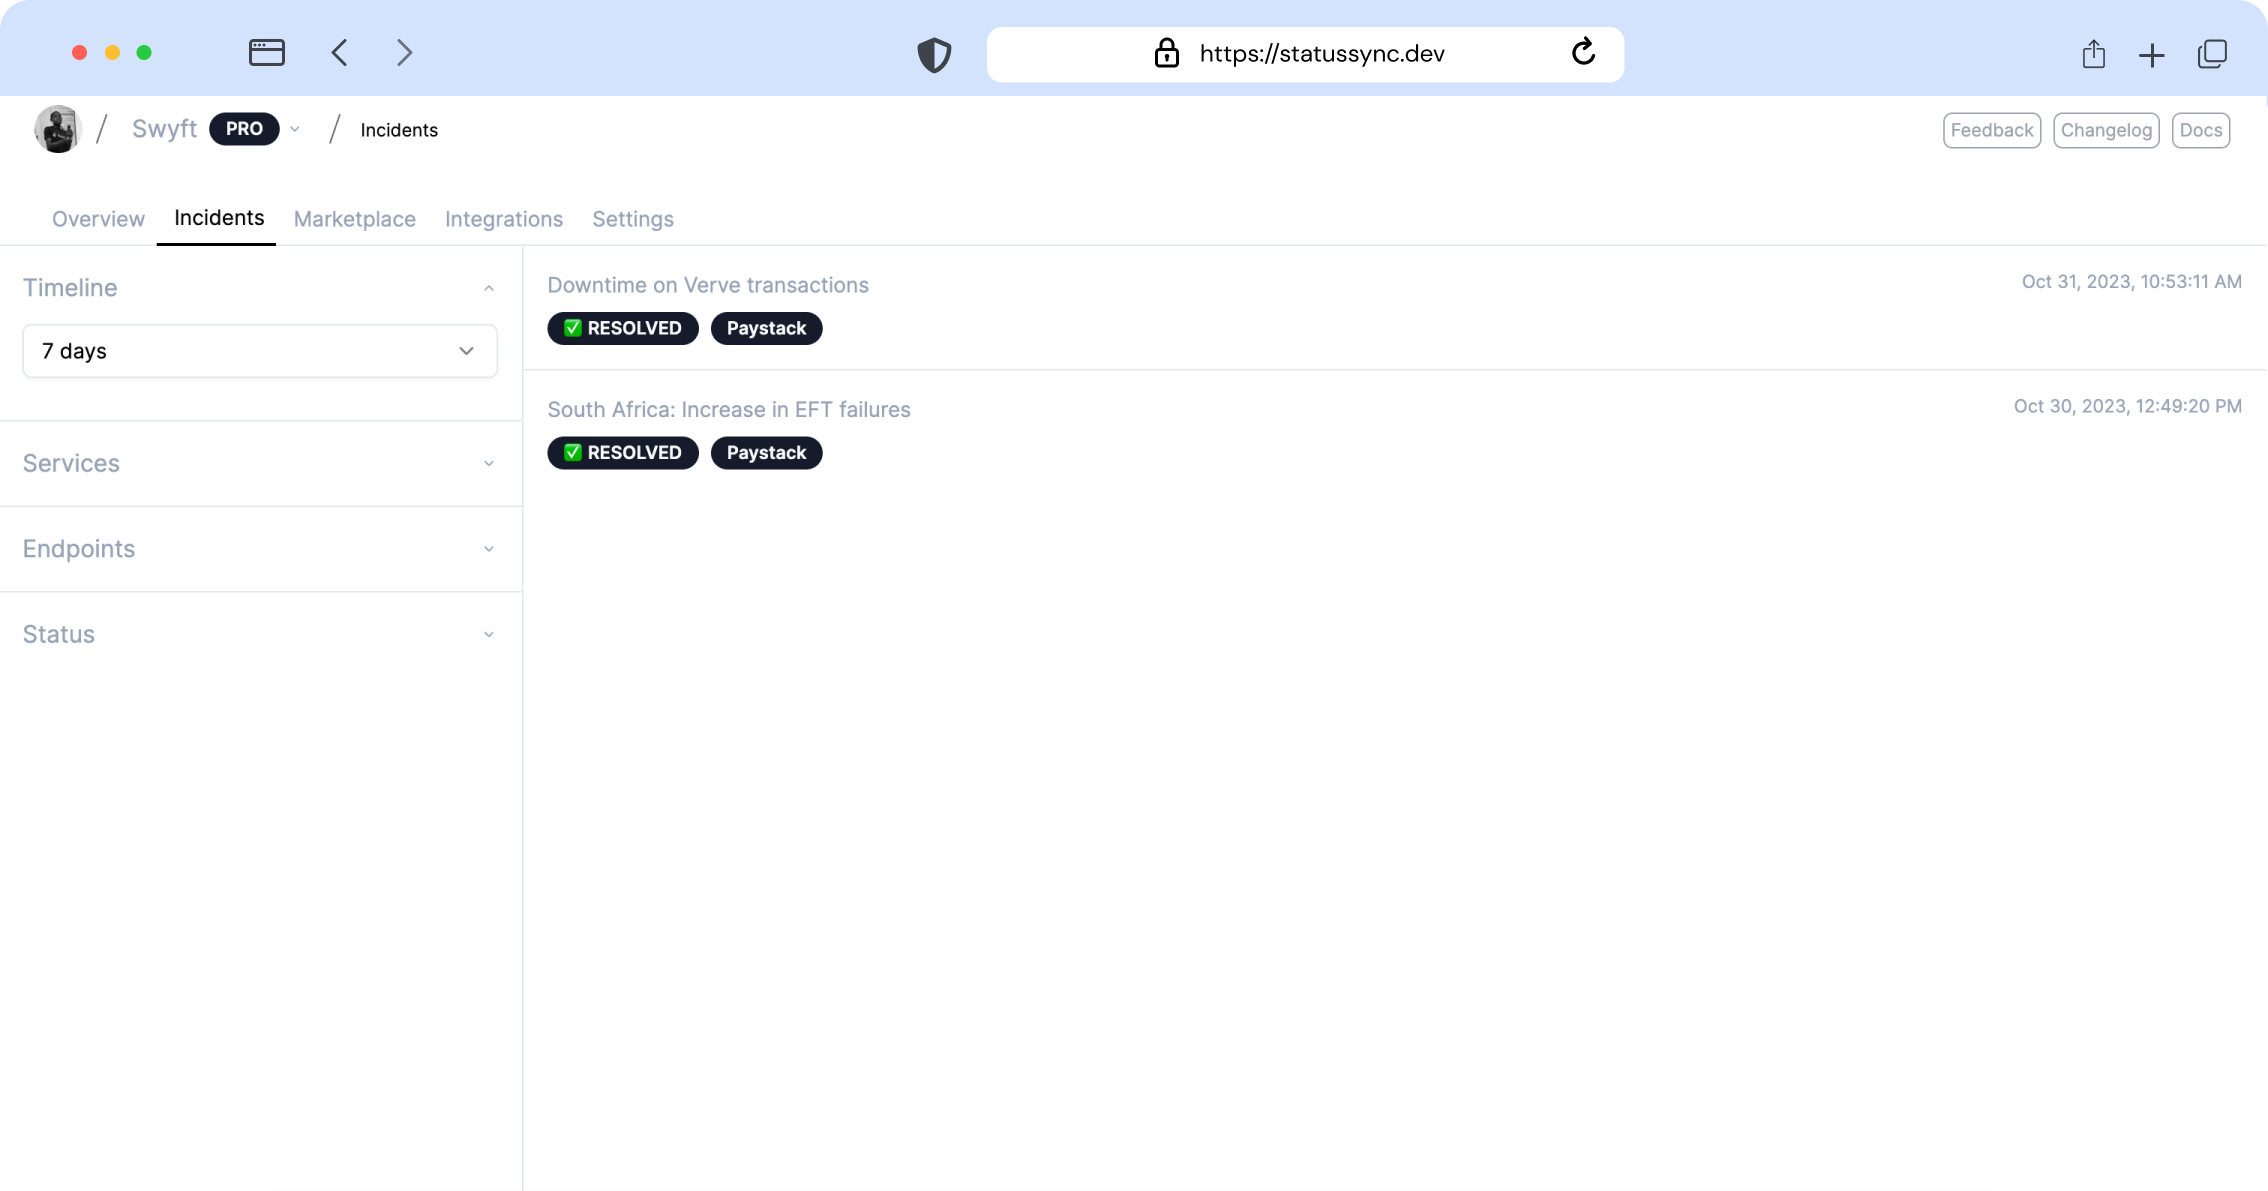 https://statussync.dev
/ Swyft PRO / Incidents
Feedback Changelog Docs
Overview Incidents Marketplace Integrations Settings
Timeline
7 days
Services
Endpoints
Status
Downtime on Verve transactions
Oct 31, 2023, 10:53:11 AM
✅ RESOLVED Paystack
South Africa: Increase in EFT failures
Oct 30, 2023, 12:49:20 PM
✅ RESOLVED Paystack